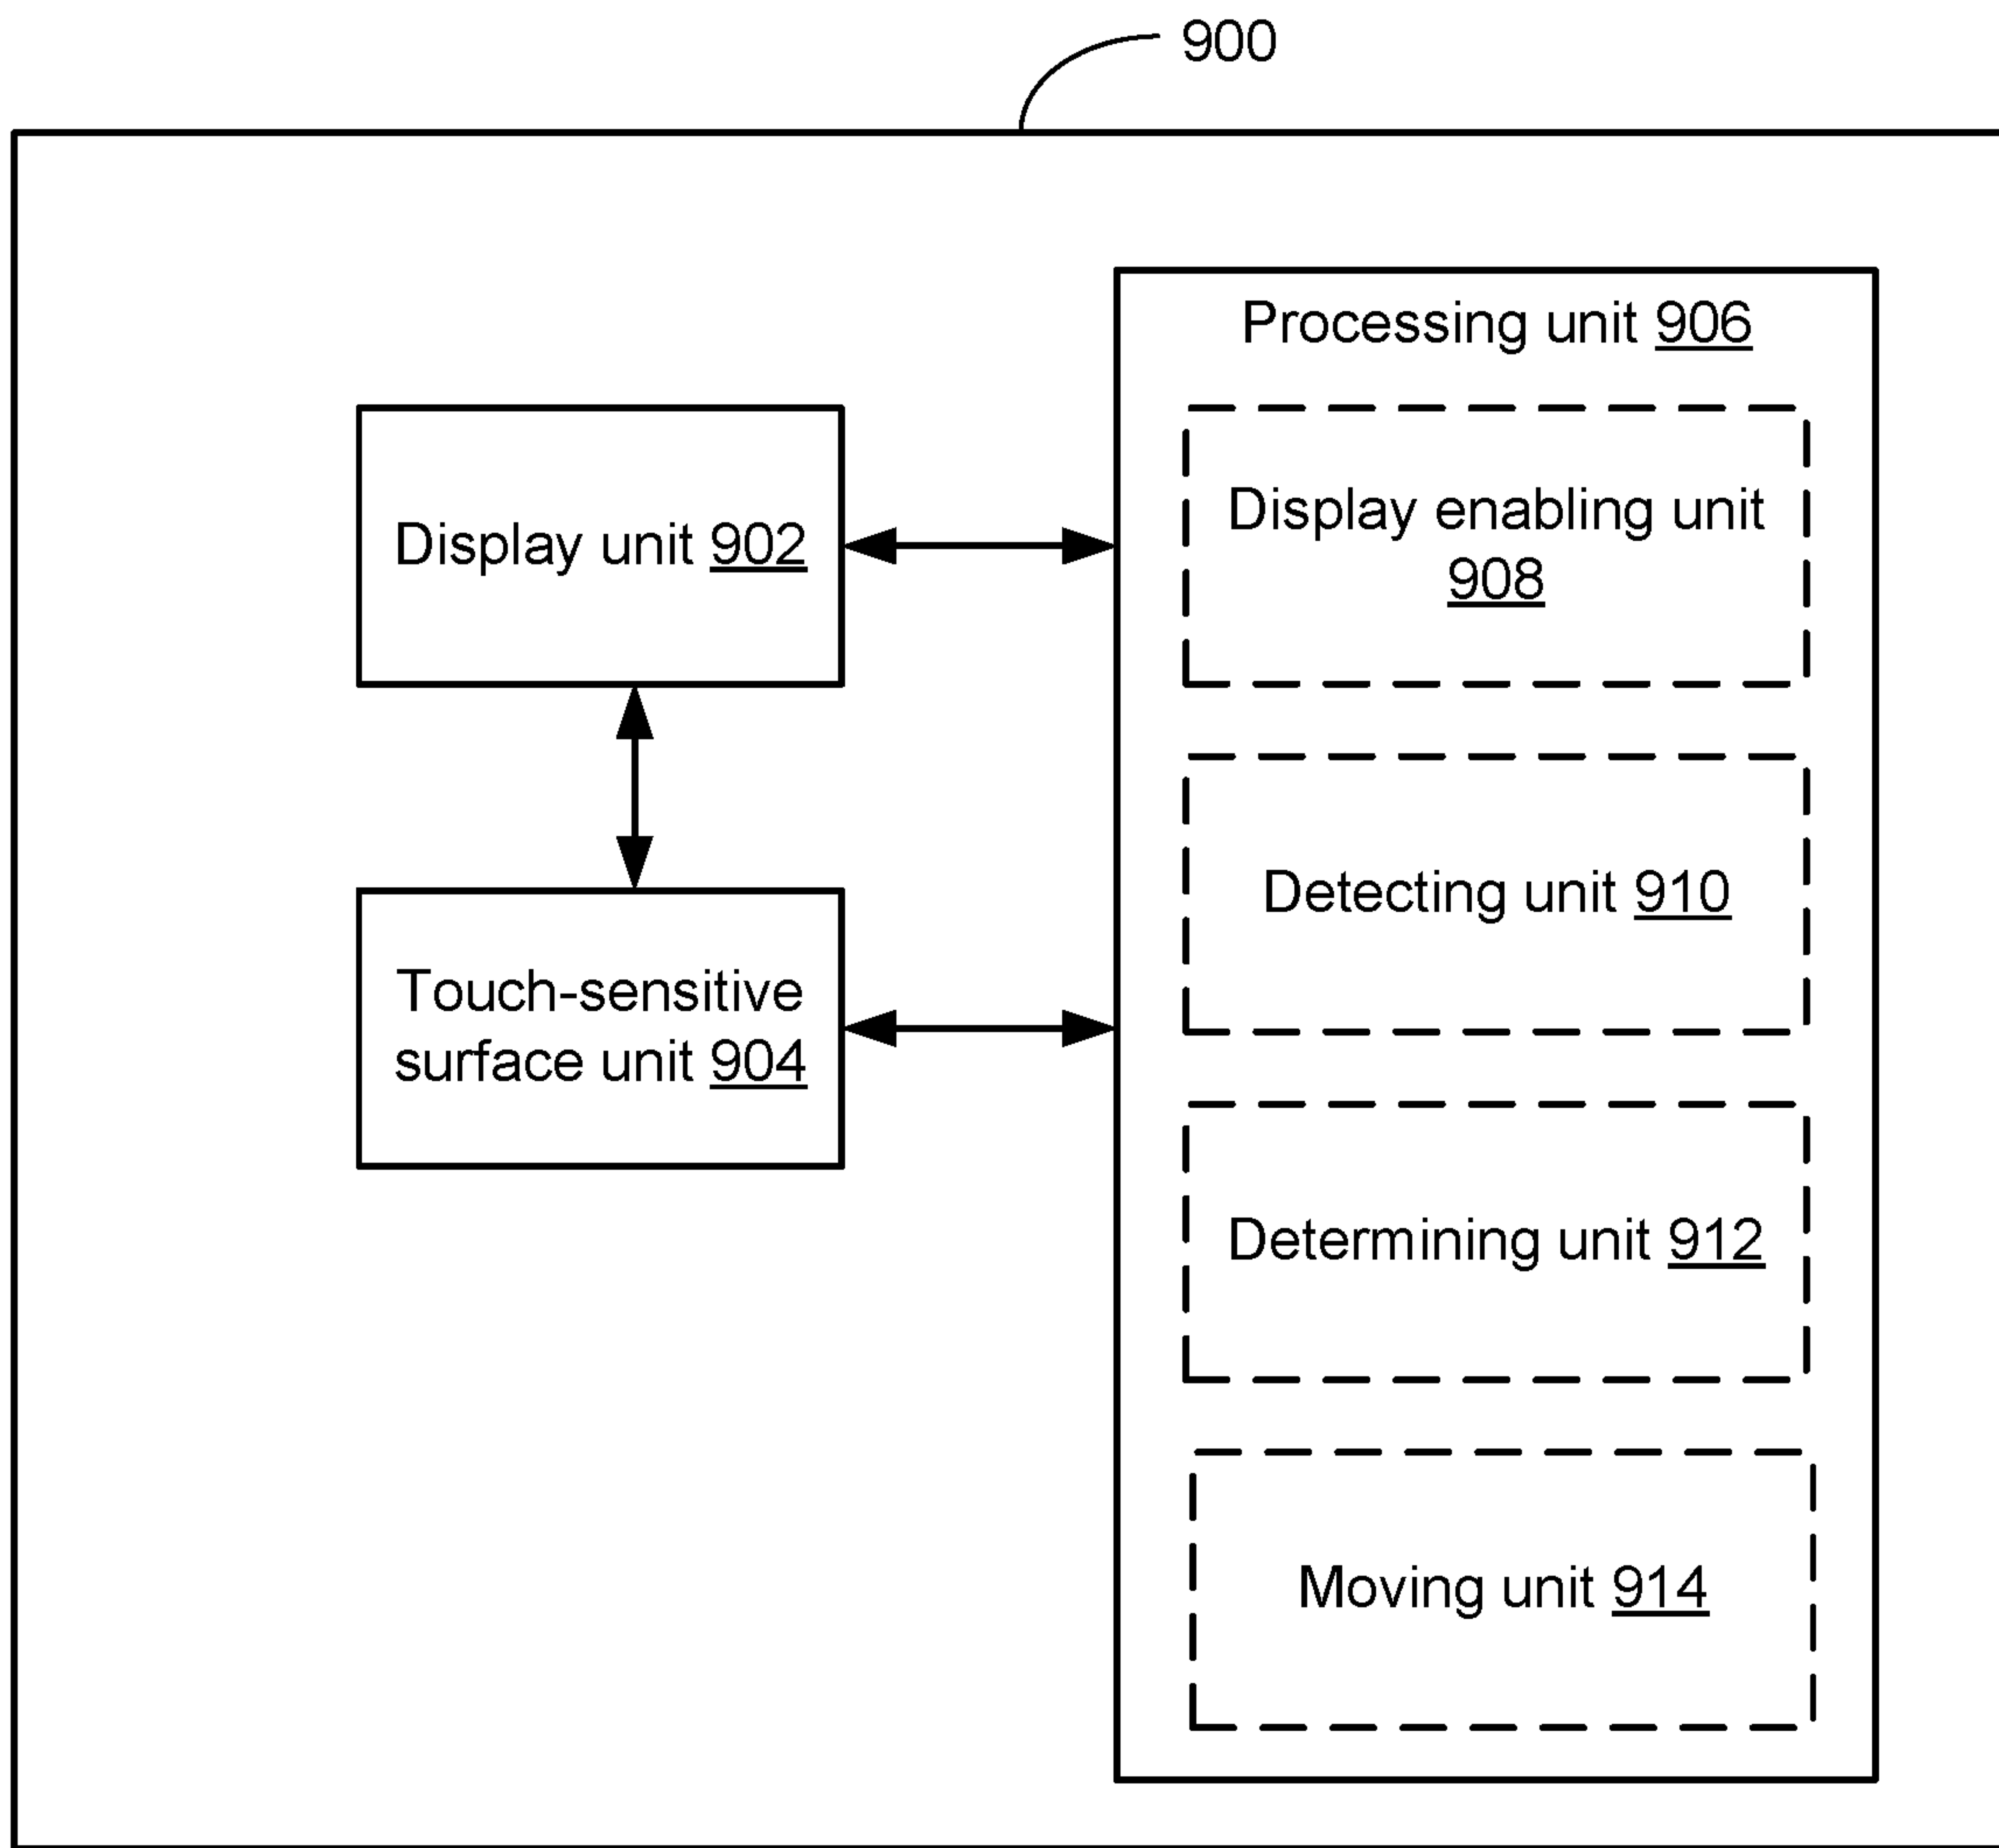 900
Processing unit 906
Display enabling unit
908
Display unit 902
Detecting unit 910
Touch-sensitive
surface unit 904
Determining unit 912
Moving unit 914